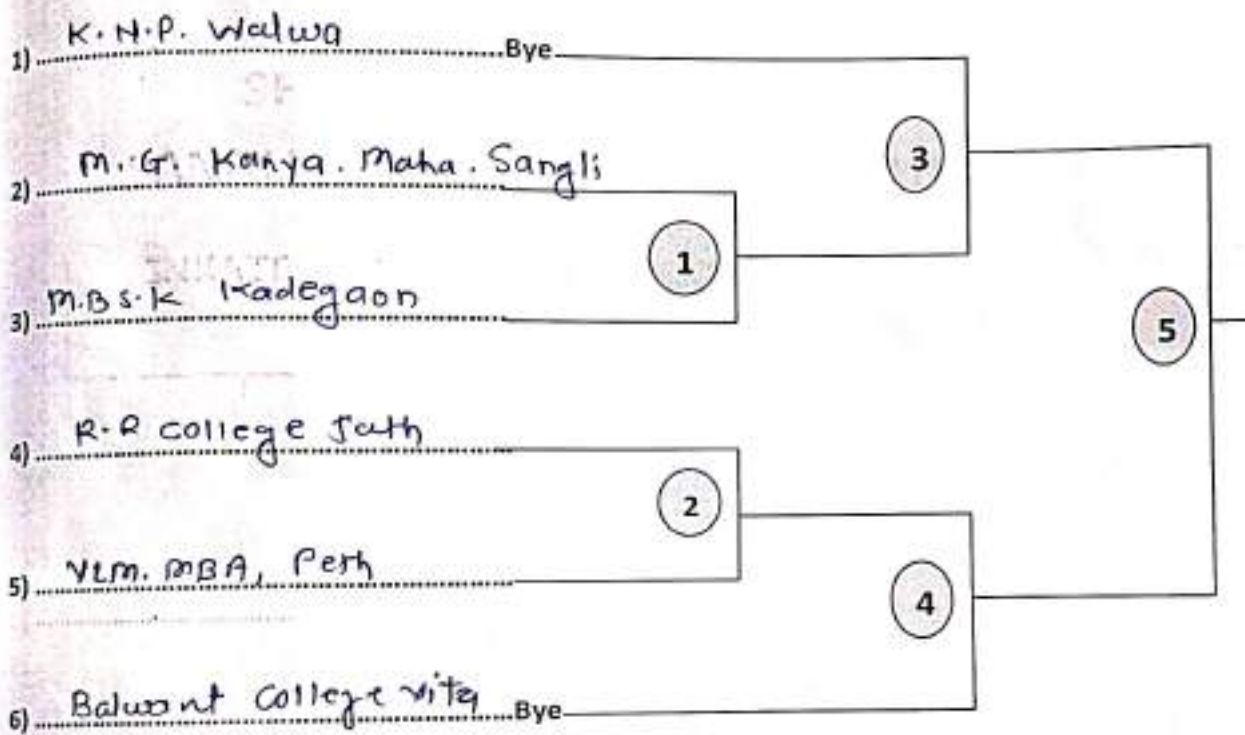 1) K.N.P. Walwa Bye
3
2) M.G. Kanya. Maha. Sangli
1
3) M.B S.K Kadegaon
5
4) R.R college Jath
2
5) MBA, Peth
4
6) Balwant College vita Bye